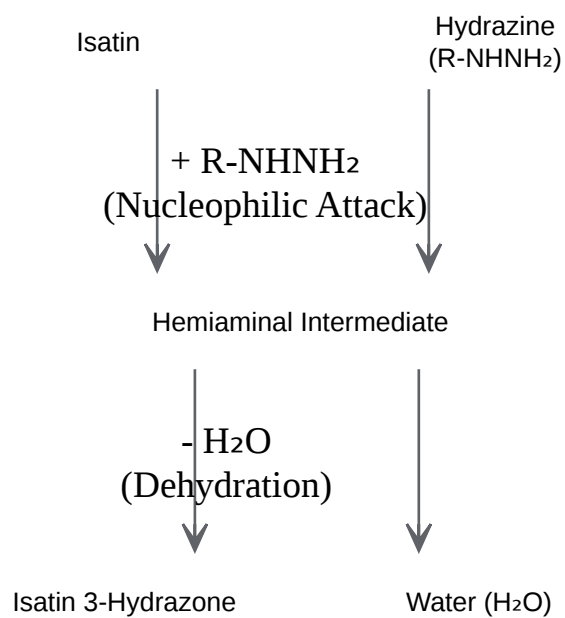 Isatin
Hydrazine
(R-NHNH₂)
+ R-NHNH₂
(Nucleophilic Attack)
Hemiaminal Intermediate
- H₂O
(Dehydration)
Isatin 3-Hydrazone
Water (H₂O)